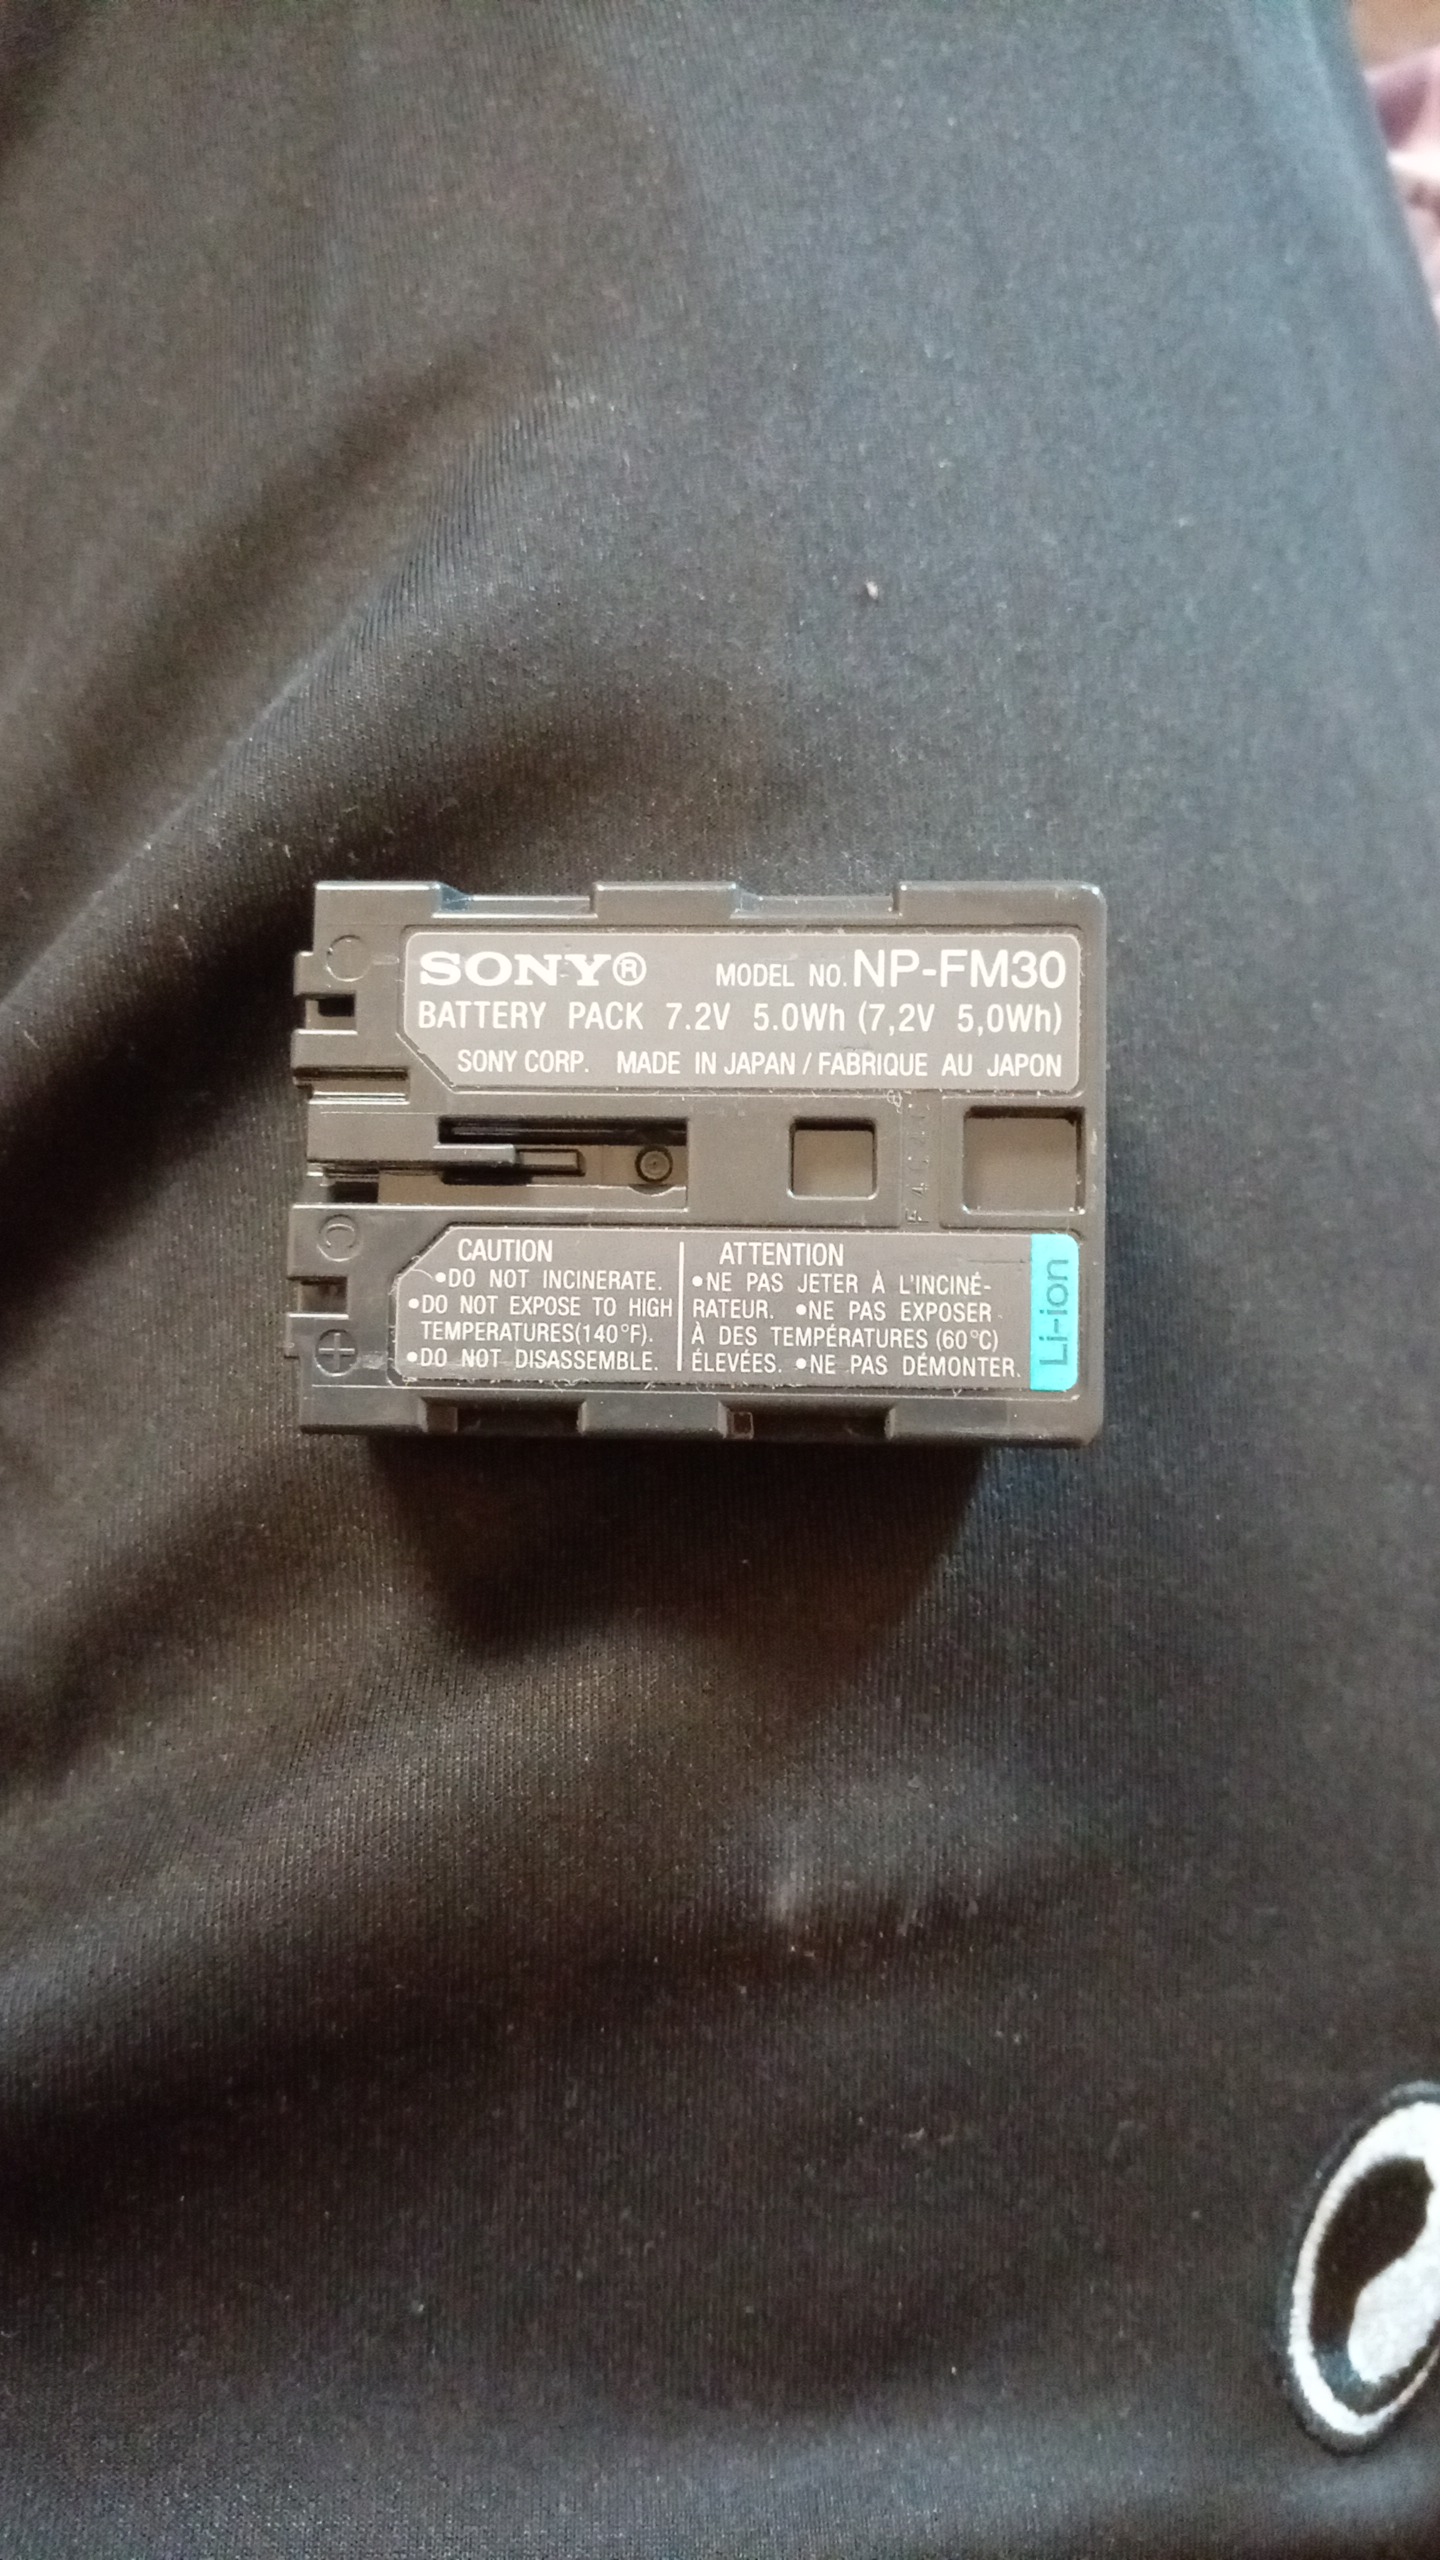 SONY®
MODEL NO. NP-FM30
BATTERY PACK 7.2V 5.0Wh (7,2V 5,0Wh)
SONY CORP. MADE IN JAPAN / FABRIQUE AU JAPON
C
CAUTION
•DO NOT INCINERATE.
•DO NOT EXPOSE TO HIGH
TEMPERATURES(140°F).
•DO NOT DISASSEMBLE.
ATTENTION
•NE PAS JETER À L'INCINÉ-
RATEUR. •NE PAS EXPOSER
À DES TEMPÉRATURES (60°C)
ÉLEVÉES. •NE PAS DÉMONTER.
Li-ion